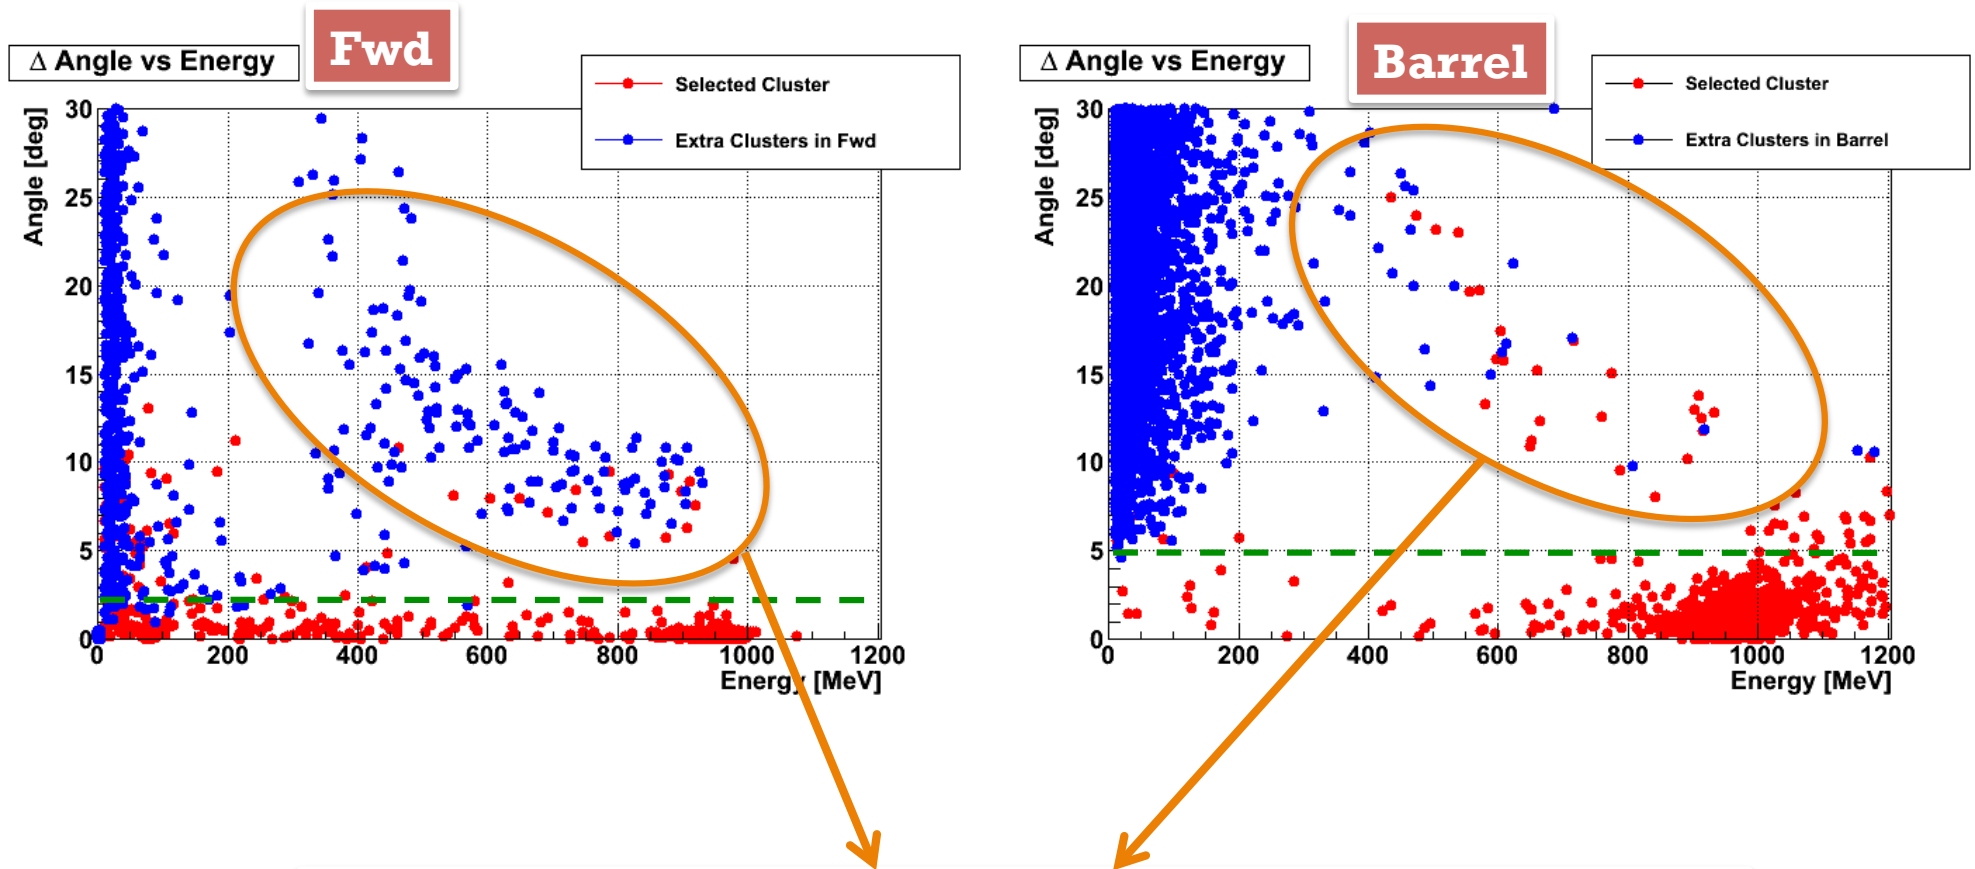 Fwd
Δ Angle vs Energy
Selected Cluster
Extra Clusters in Fwd
Angle [deg]
30
25
20
15
10
5
0
0 200 400 600 800 1000 1200
Energy [MeV]
Barrel
Δ Angle vs Energy
Selected Cluster
Extra Clusters in Barrel
Angle [deg]
30
25
20
15
10
5
0
0 200 400 600 800 1000 1200
Energy [MeV]